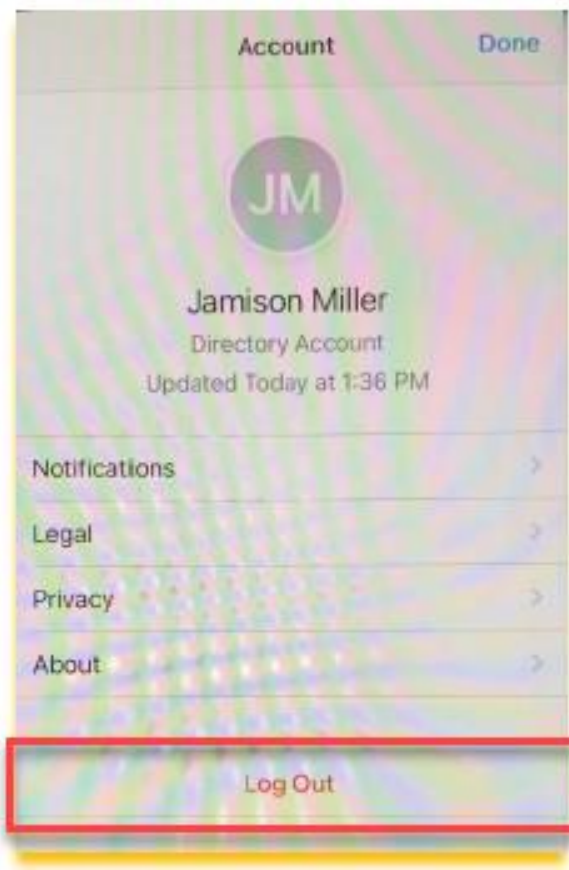 Account Done
JM
Jamison Miller
Directory Account
Updated Today at 1:36 PM
Notifications
Legal
Privacy
About
Log Out